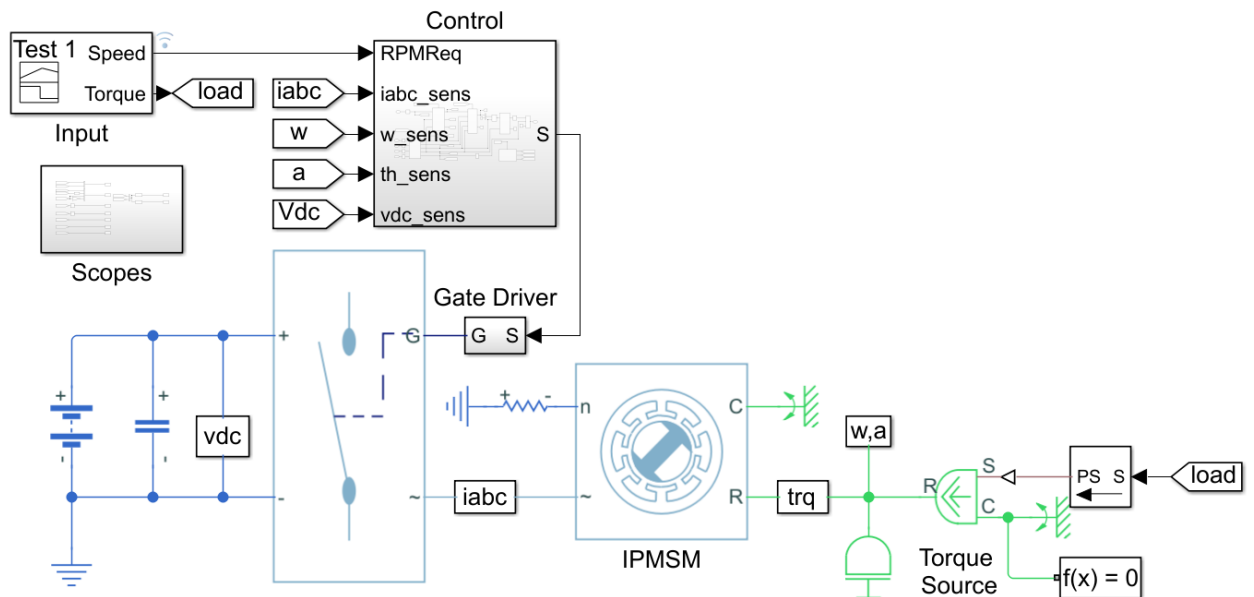 Control
Test 1
Speed
Torque
load
Input
RPMReq
iabc
iabc_sens
w
w_sens
S
a
th_sens
Vdc
vdc_sens
Scopes
Gate Driver
+
G
G S
+
+
vdc
-
-
-
~
iabc
+ -
n
C
~
R
IPMSM
trq
w,a
R
S
C
PS S
load
Torque
Source
f(x) = 0